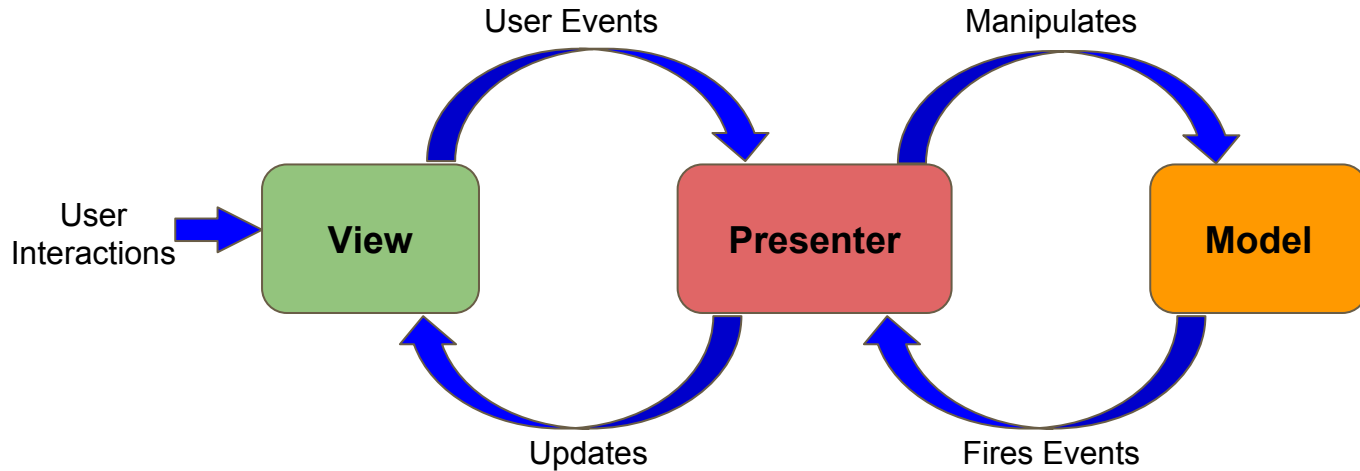 User Events
Manipulates
User
Interactions
View
Presenter
Model
Updates
Fires Events